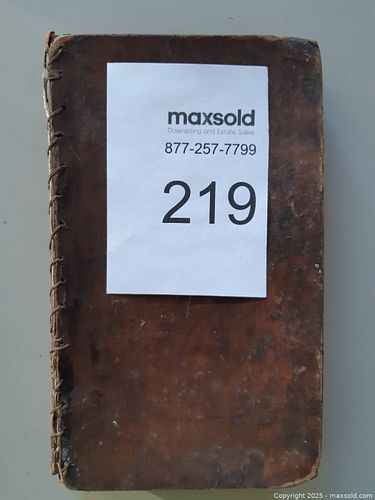 maxsold
Downsizing and Estate Sales
877-257-7799
219
Copyright 2025 - maxsold.com